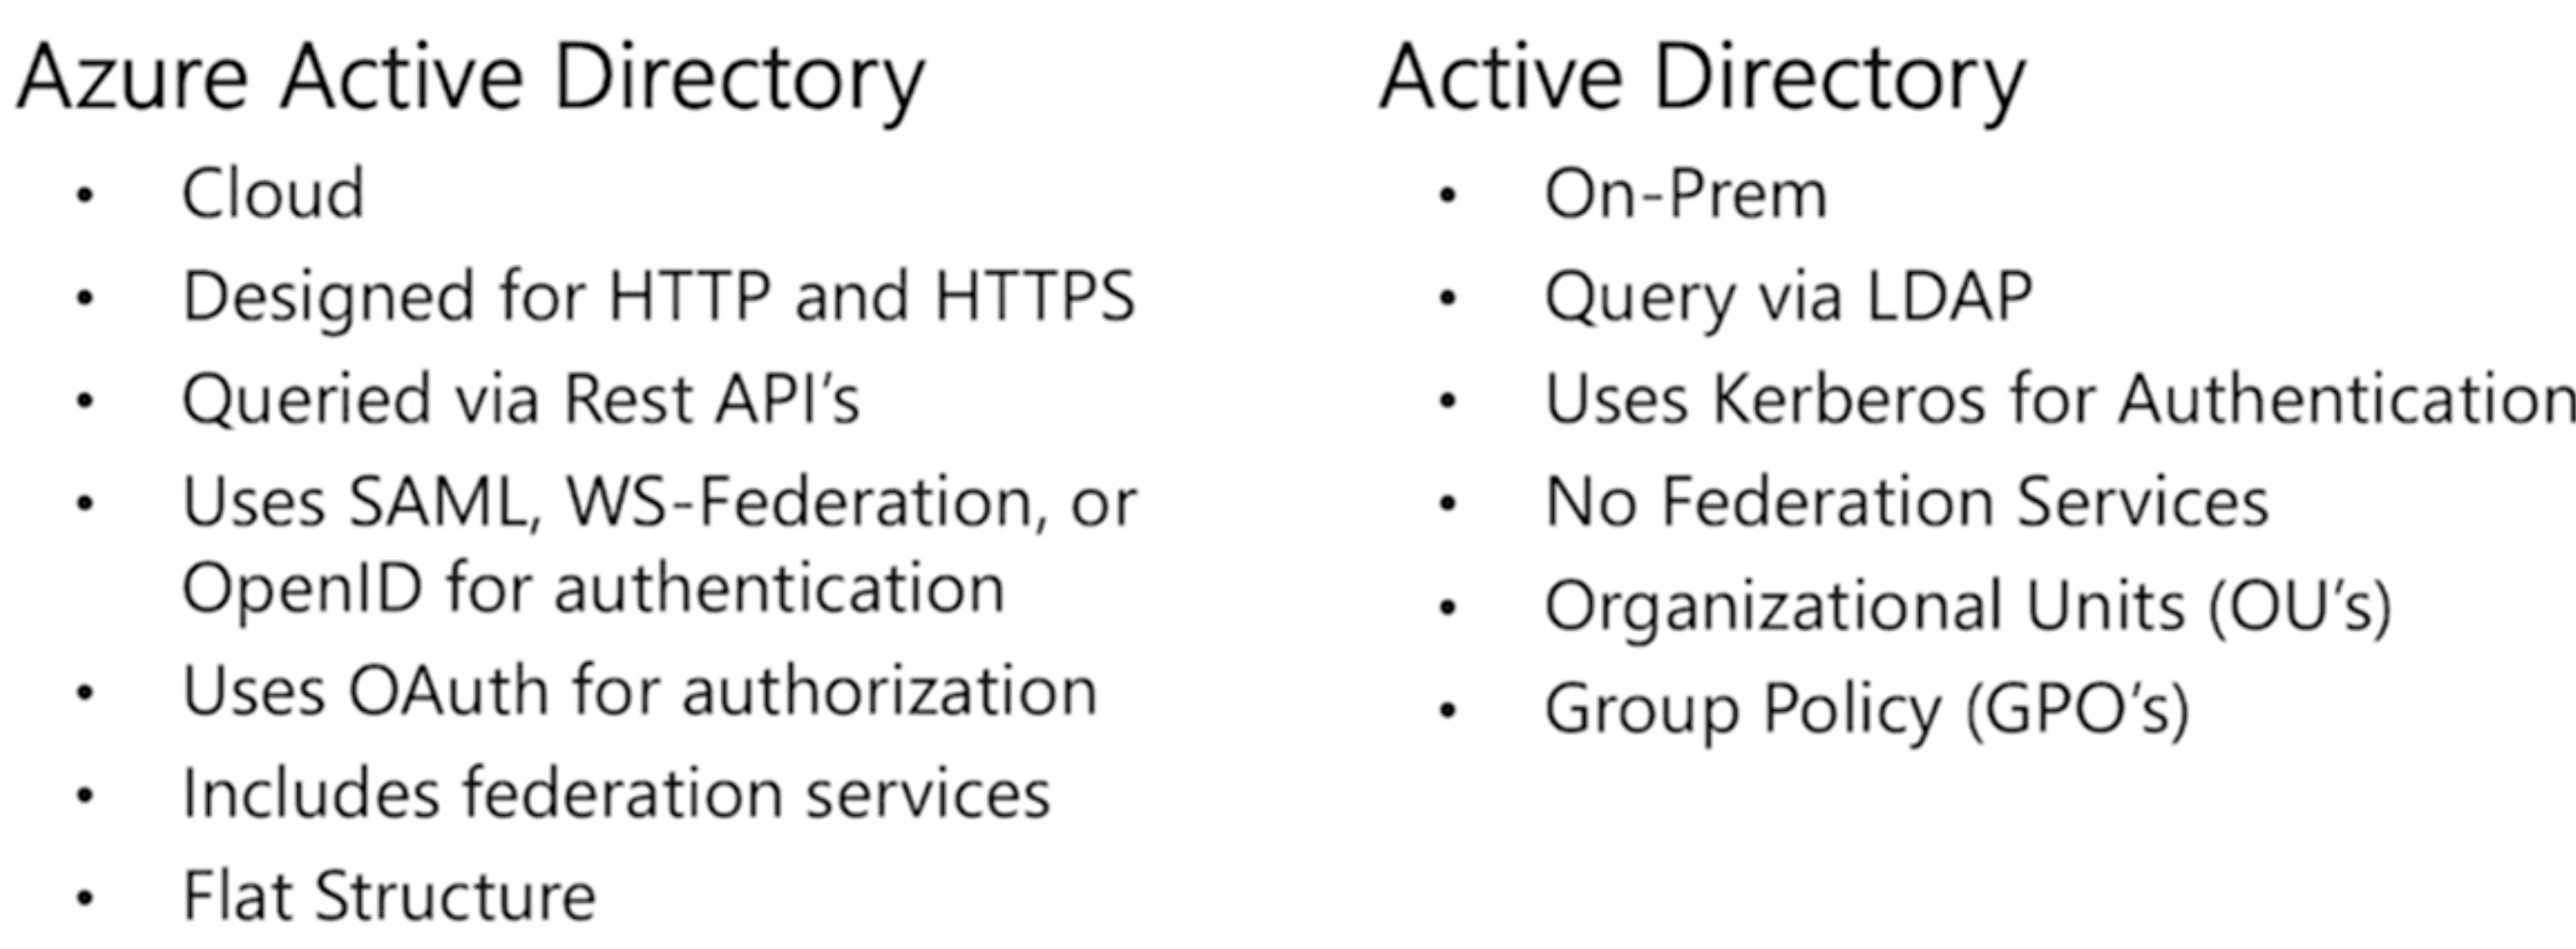 Azure Active Directory
• Cloud
• Designed for HTTP and HTTPS
• Queried via Rest API’s
• Uses SAML, WS-Federation, or
OpenID for authentication
• Uses OAuth for authorization
• Includes federation services
• Flat Structure
Active Directory
• On-Prem
• Query via LDAP
• Uses Kerberos for Authentication
• No Federation Services
• Organizational Units (OU’s)
• Group Policy (GPO’s)